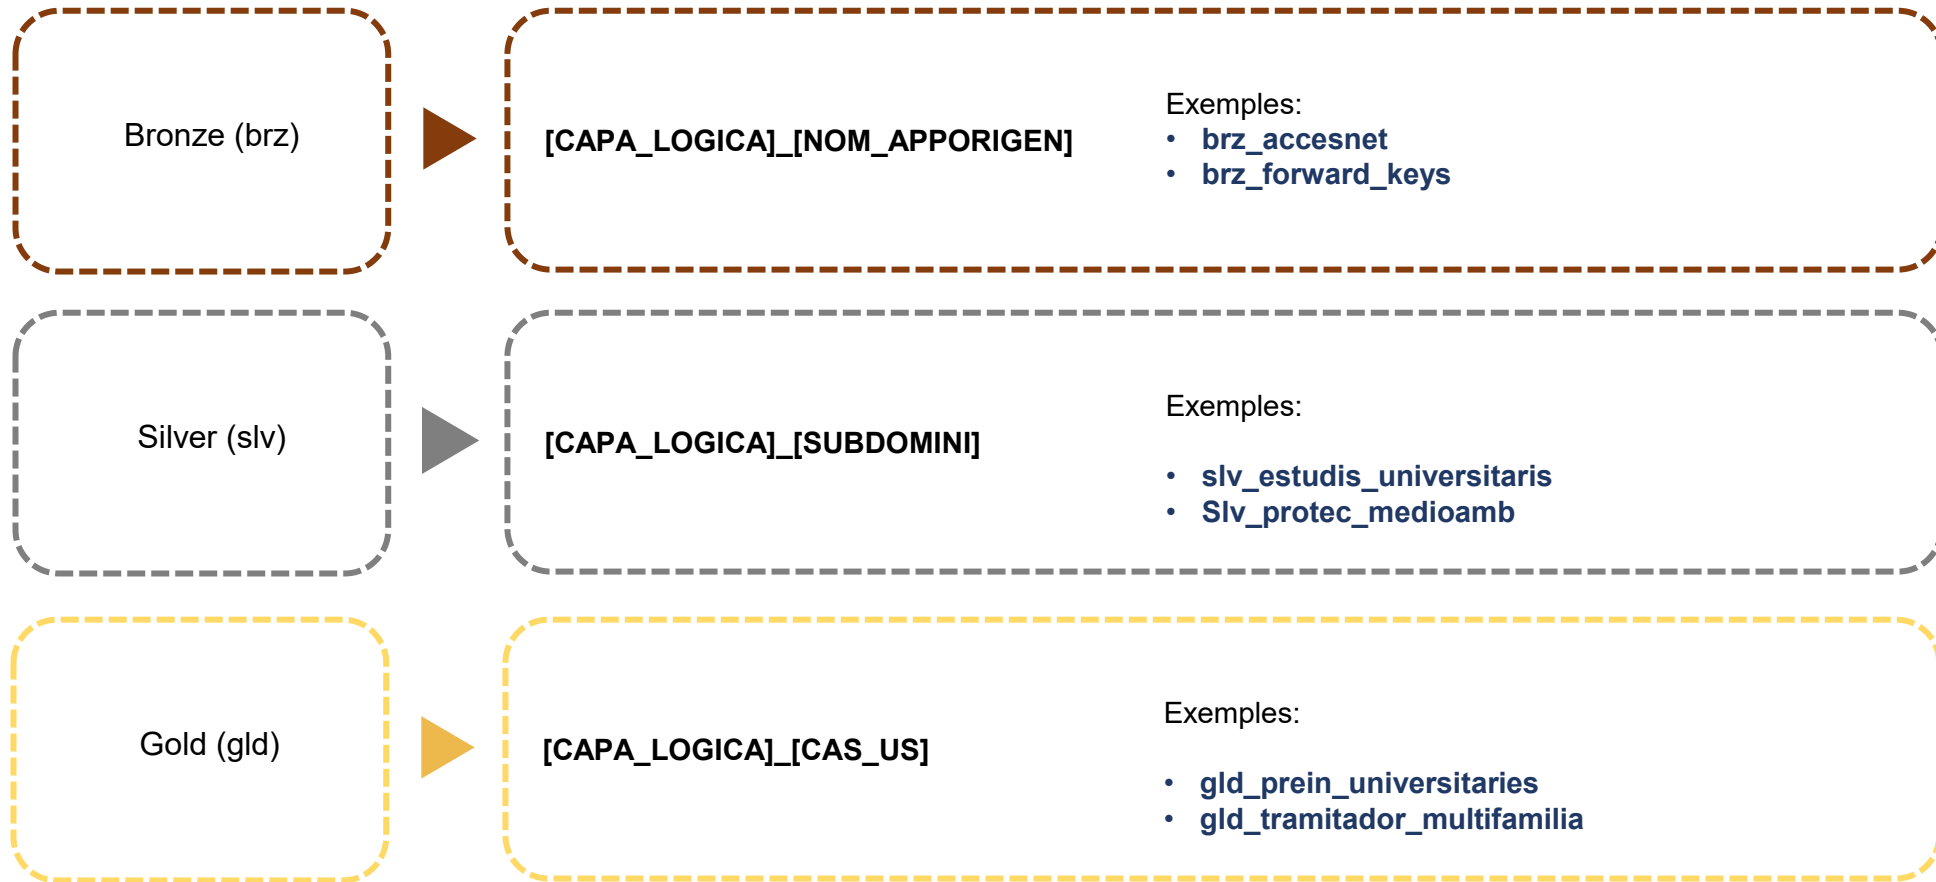 Bronze (brz)
[CAPA_LOGICA]_[NOM_APPORIGEN]
Exemples:
• brz_accesnet
• brz_forward_keys
Silver (slv)
[CAPA_LOGICA]_[SUBDOMINI]
Exemples:
• slv_estudis_universitaris
• Slv_protec_medioamb
Gold (gld)
[CAPA_LOGICA]_[CAS_US]
Exemples:
• gld_prein_universitaries
• gld_tramitador_multifamilia